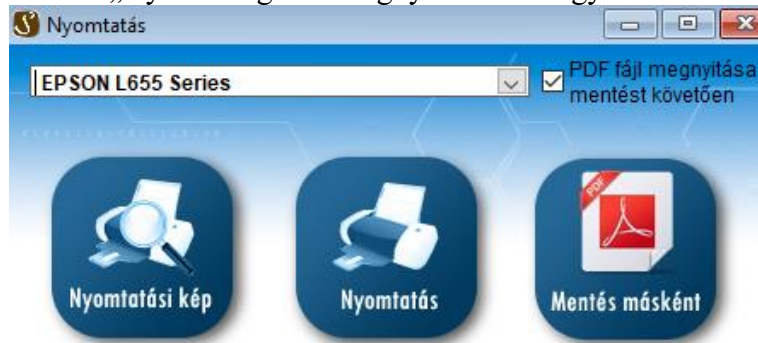 Nyomtatás
EPSON L655 Series
PDF fájl megnyitása
mentést követően
PDF
Nyomtatási kép
Nyomtatás
Mentés másként